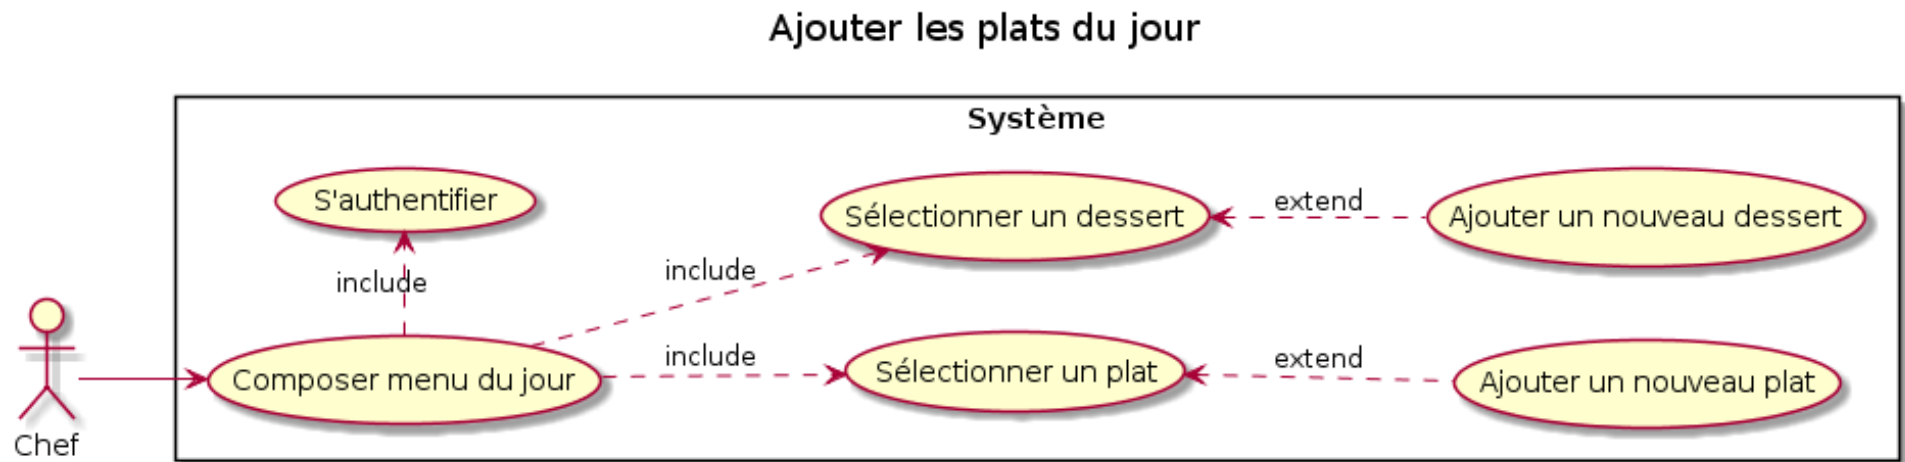 Ajouter les plats du jour
Système
S'authentifier
Sélectionner un dessert
extend
Ajouter un nouveau dessert
include
include
Composer menu du jour
include
Sélectionner un plat
extend
Ajouter un nouveau plat
Chef